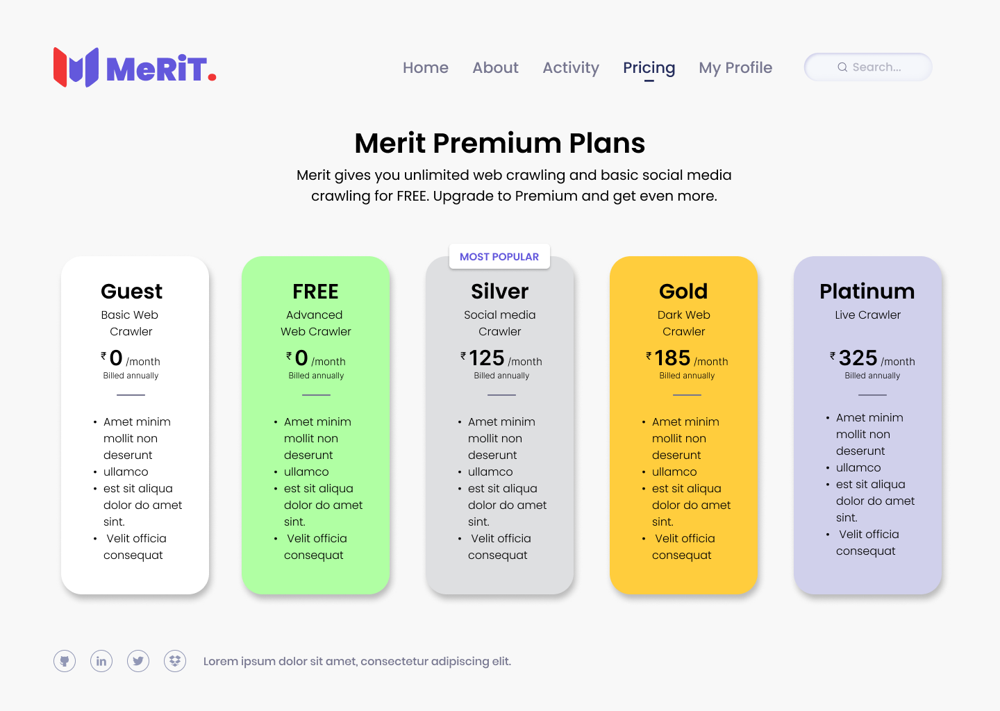 MeRiT.
Home About Activity Pricing My Profile Search...
Merit Premium Plans
Merit gives you unlimited web crawling and basic social media
crawling for FREE. Upgrade to Premium and get even more.
Guest
Basic Web
Crawler
₹ 0 /month
Billed annually
• Amet minim
mollit non
deserunt
• ullamco
• est sit aliqua
dolor do amet
sint.
• Velit officia
consequat
FREE
Advanced
Web Crawler
₹ 0 /month
Billed annually
• Amet minim
mollit non
deserunt
• ullamco
• est sit aliqua
dolor do amet
sint.
• Velit officia
consequat
MOST POPULAR
Silver
Social media
Crawler
₹ 125 /month
Billed annually
• Amet minim
mollit non
deserunt
• ullamco
• est sit aliqua
dolor do amet
sint.
• Velit officia
consequat
Gold
Dark Web
Crawler
₹ 185 /month
Billed annually
• Amet minim
mollit non
deserunt
• ullamco
• est sit aliqua
dolor do amet
sint.
• Velit officia
consequat
Platinum
Live Crawler
₹ 325 /month
Billed annually
• Amet minim
mollit non
deserunt
• ullamco
• est sit aliqua
dolor do amet
sint.
• Velit officia
consequat
in
Lorem ipsum dolor sit amet, consectetur adipiscing elit.